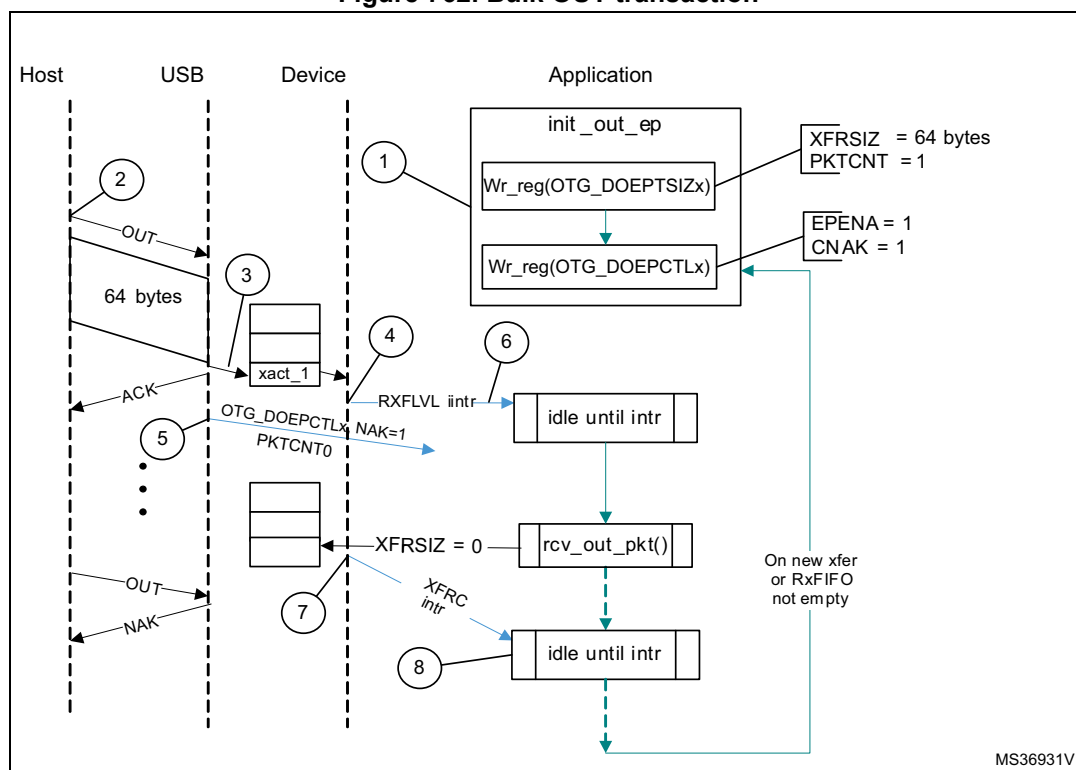 Host
USB
Device
Application
init _out_ep
1
Wr_reg(OTG_DOEPTSIZx)
XFRSIZ = 64 bytes
PKTCNT = 1
2
OUT
Wr_reg(OTG_DOEPCTLx)
EPENA = 1
CNAK = 1
3
64 bytes
4
6
xact_1
ACK
RXFLVL iintr
idle until intr
OTG_DOEPCTLx, NAK=1
PKTCNT0
5
XFRSIZ = 0
rcv_out_pkt()
On new xfer
or RxFIFO
not empty
OUT
XFRC
intr
7
NAK
8
idle until intr
MS36931V